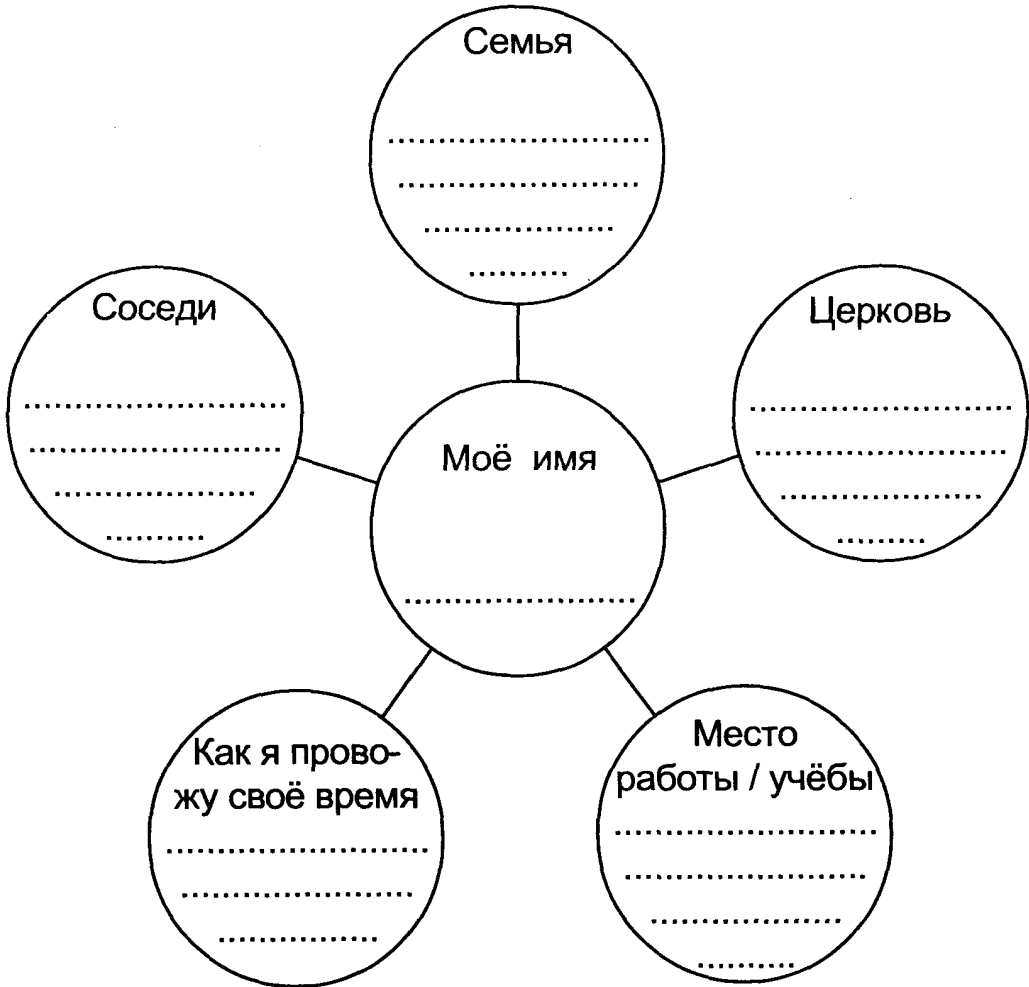 Семья
Соседи
Церковь
Моё имя
Как я прово-
жу своё время
Место
работы / учёбы